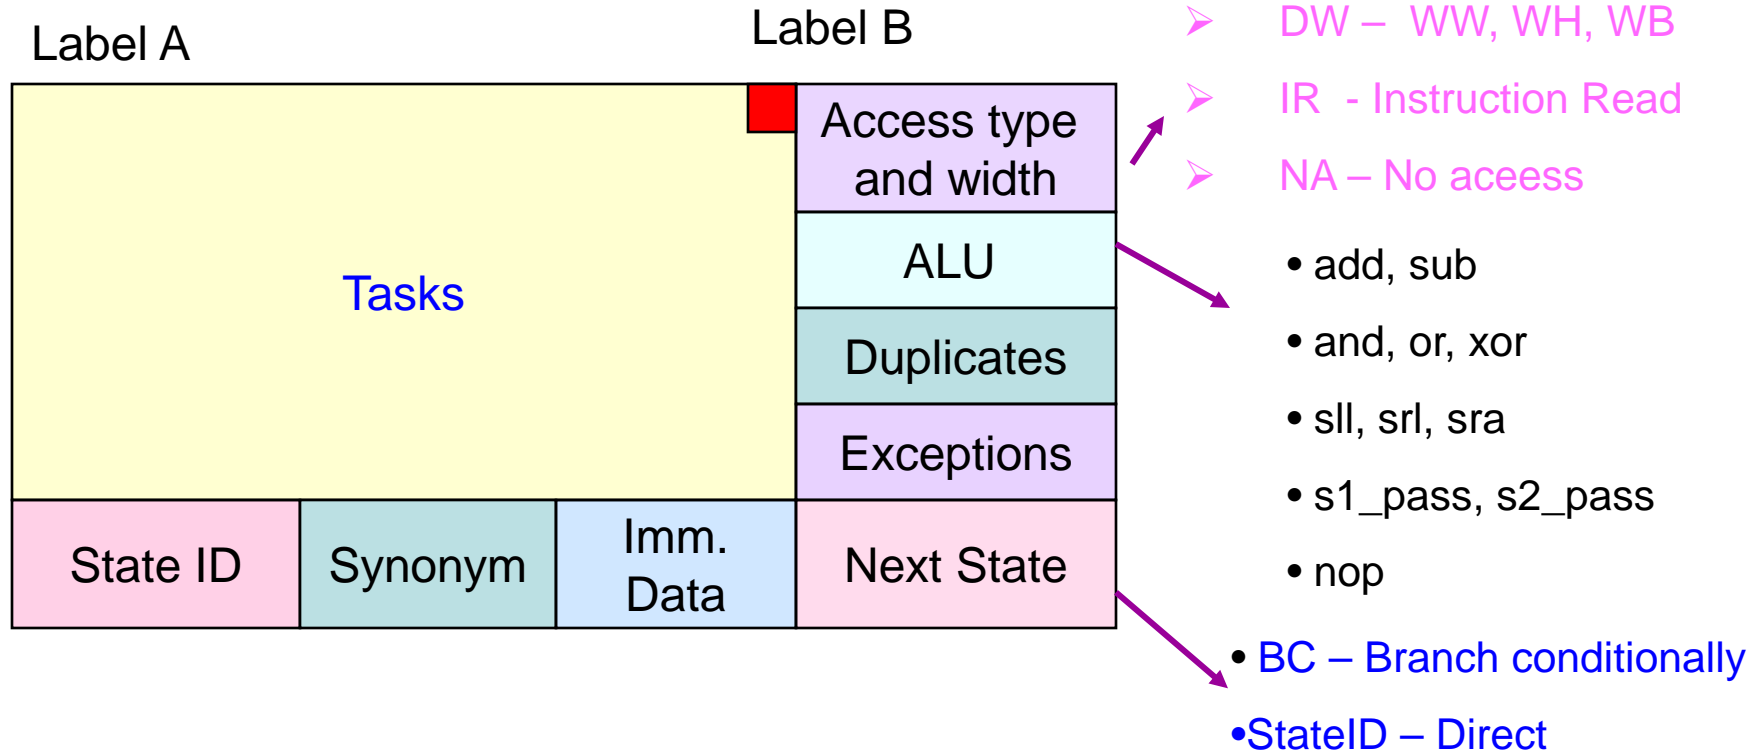 Label A
Label B
Tasks
Access type
and width
ALU
Duplicates
Exceptions
State ID
Synonym
Imm.
Data
Next State
➢ DW – WW, WH, WB
➢ IR - Instruction Read
➢ NA – No aceess
• add, sub
• and, or, xor
• sll, srl, sra
• s1_pass, s2_pass
• nop
• BC – Branch conditionally
•StateID – Direct